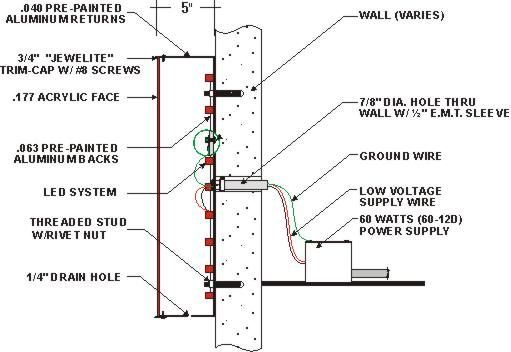 .040 PRE-PAINTED
ALUMINUM RETURNS
5"
WALL (VARIES)
3/4" "JEWELITE"
TRIM-CAP W/ #8 SCREWS
.177 ACRYLIC FACE
7/8" DIA. HOLE THRU
WALL W/ ½" E.M.T. SLEEVE
.063 PRE-PAINTED
ALUMINUM BACKS
GROUND WIRE
LED SYSTEM
LOW VOLTAGE
SUPPLY WIRE
THREADED STUD
W/RIVET NUT
60 WATTS (60-12D)
POWER SUPPLY
1/4" DRAIN HOLE